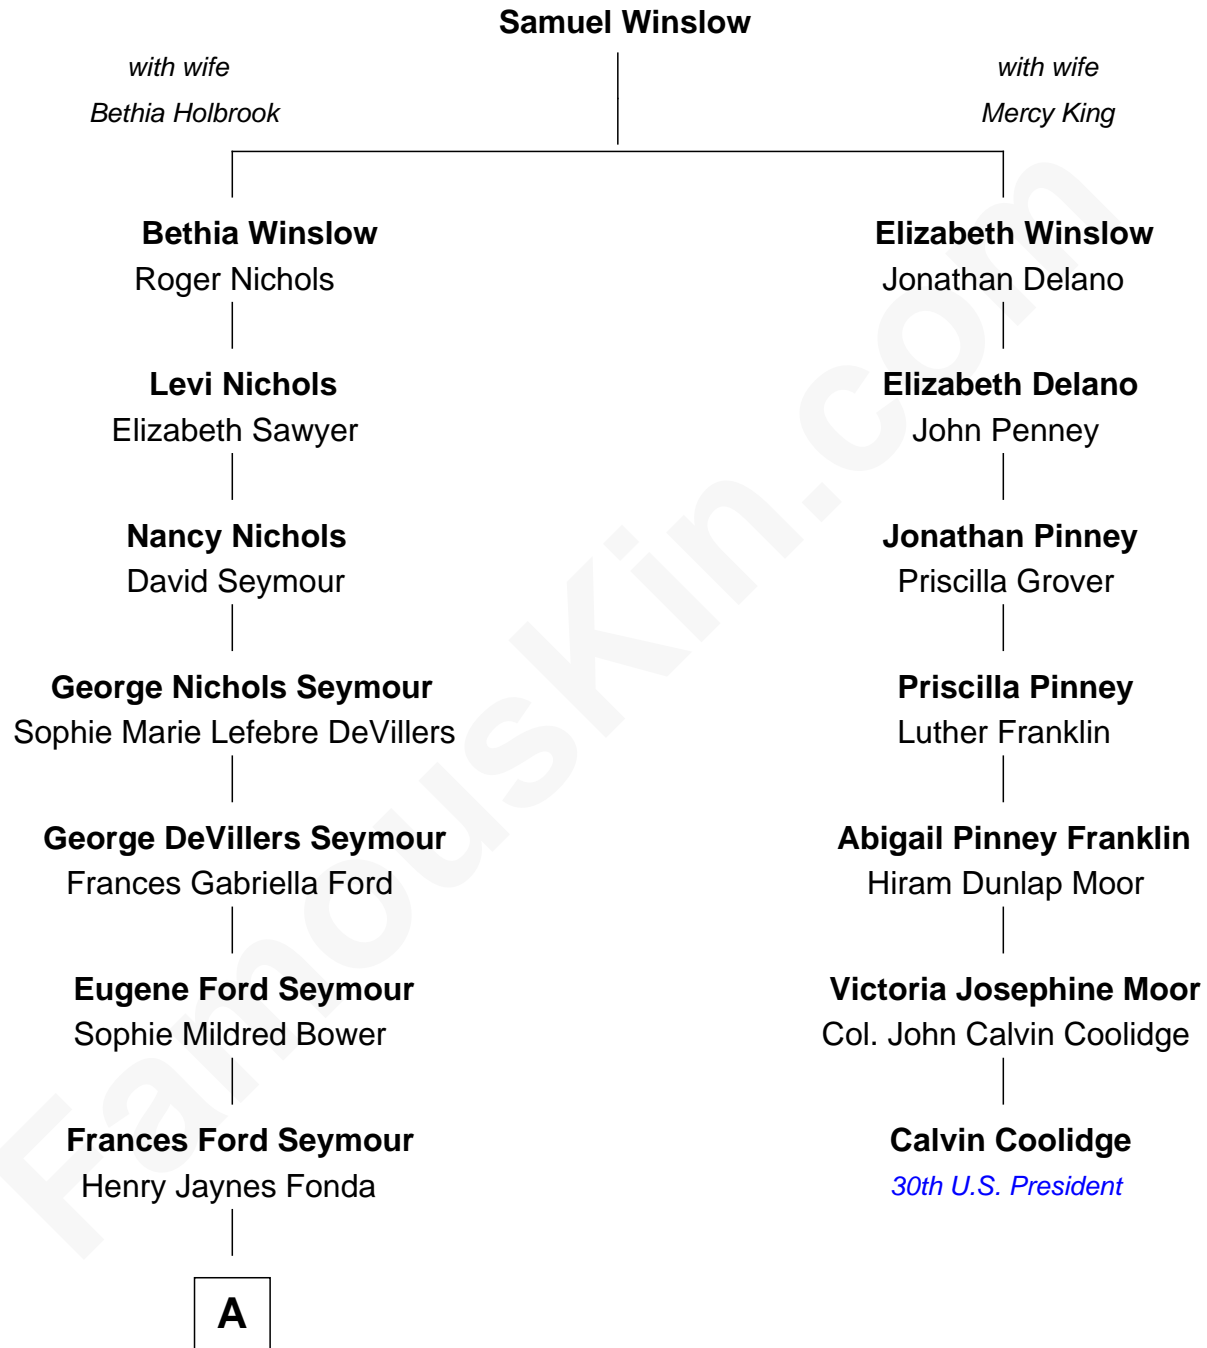 Samuel Winslow
with wife
Bethia Holbrook
with wife
Mercy King
Bethia Winslow
Roger Nichols
Elizabeth Winslow
Jonathan Delano
Levi Nichols
Elizabeth Sawyer
Elizabeth Delano
John Penney
Nancy Nichols
David Seymour
Jonathan Pinney
Priscilla Grover
George Nichols Seymour
Sophie Marie Lefebre DeVillers
Priscilla Pinney
Luther Franklin
George DeVillers Seymour
Frances Gabriella Ford
Abigail Pinney Franklin
Hiram Dunlap Moor
Eugene Ford Seymour
Sophie Mildred Bower
Victoria Josephine Moor
Col. John Calvin Coolidge
Frances Ford Seymour
Henry Jaynes Fonda
Calvin Coolidge
30th U.S. President
A
FamousKin.com